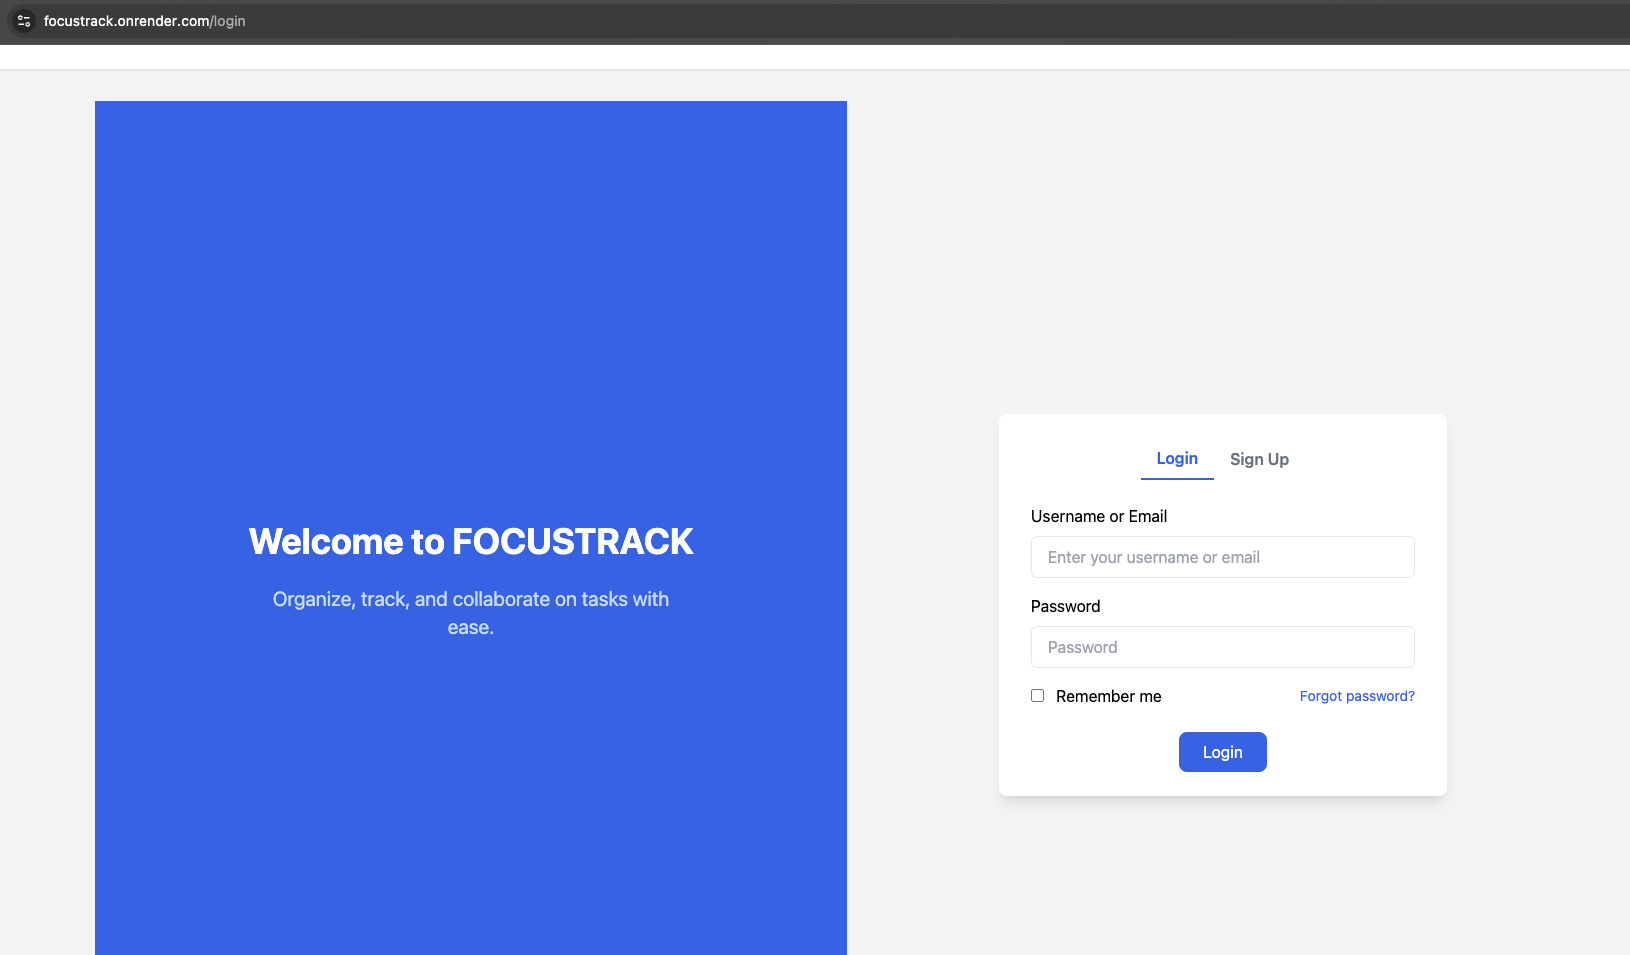 focustrack.onrender.com/login
Welcome to FOCUSTRACK
Organize, track, and collaborate on tasks with
ease.
Login Sign Up
Username or Email
Enter your username or email
Password
Password
Remember me Forgot password?
Login